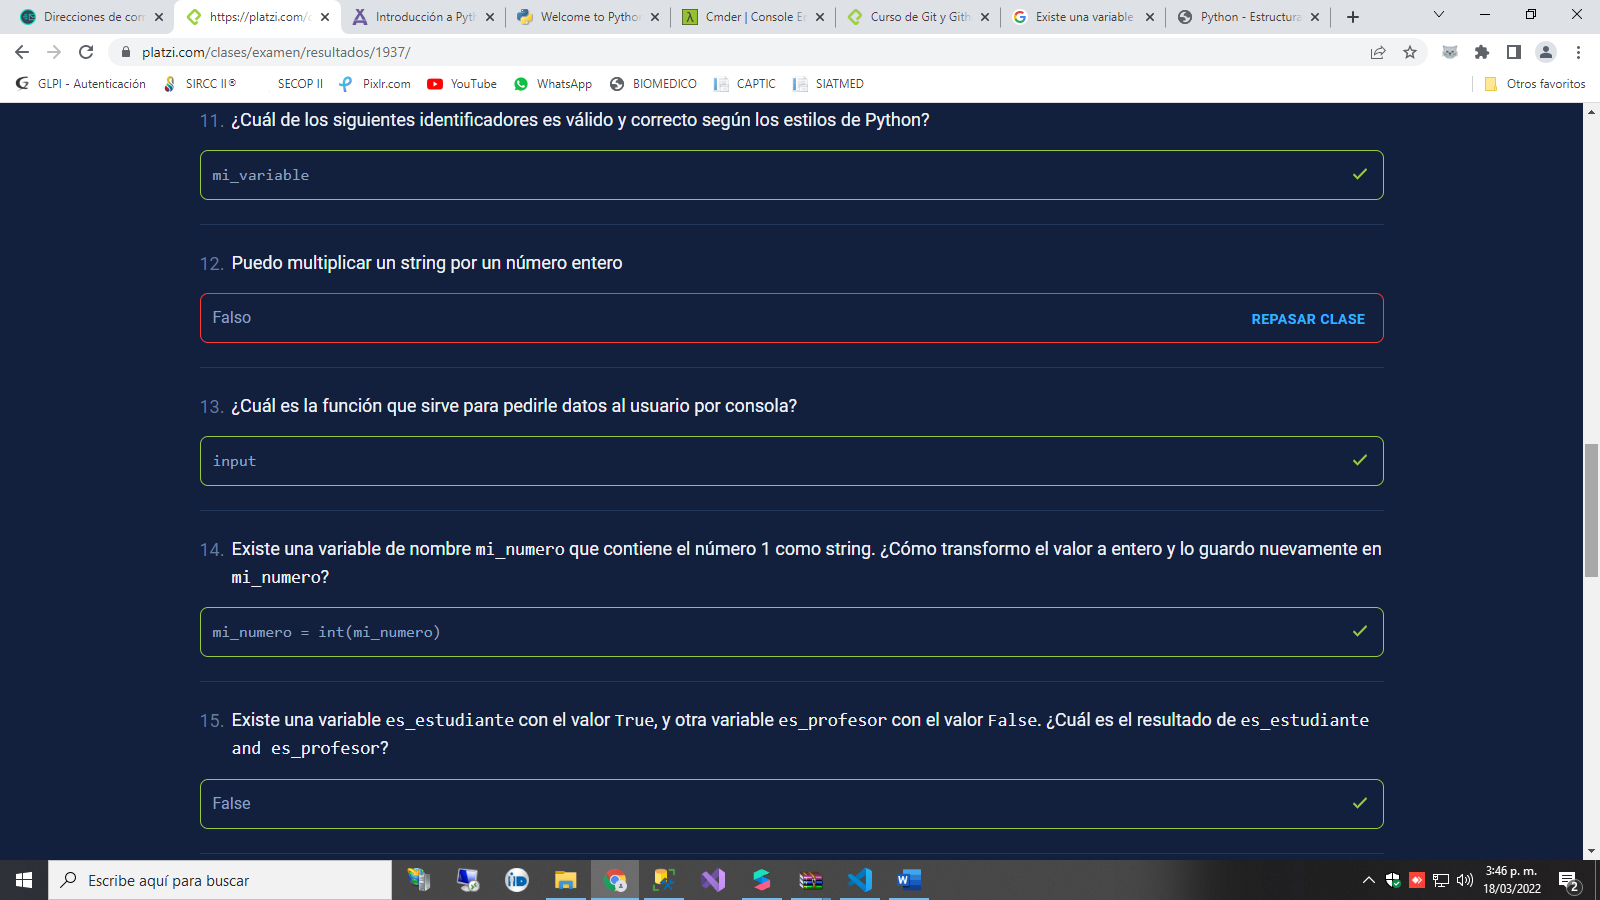 Direcciones de con
https://platzi.com/c
Introducción a Pyth
Welcome to Python
Cmder | Console Em
Curso de Git y Gith
Existe una variable
Python - Estructura
platzi.com/clases/examen/resultados/1937/
GLPI - Autenticación
SIRCC II®
SECOP II
Pixlr.com
YouTube
WhatsApp
BIOMEDICO
CAPTIC
SIATMED
Otros favoritos
11. ¿Cuál de los siguientes identificadores es válido y correcto según los estilos de Python?
mi_variable
12. Puedo multiplicar un string por un número entero
Falso
REPASAR CLASE
13. ¿Cuál es la función que sirve para pedirle datos al usuario por consola?
input
14. Existe una variable de nombre mi_numero que contiene el número 1 como string. ¿Cómo transformo el valor a entero y lo guardo nuevamente en
mi_numero?
mi_numero = int(mi_numero)
15. Existe una variable es_estudiante con el valor True, y otra variable es_profesor con el valor False. ¿Cuál es el resultado de es_estudiante
and es_profesor?
False
Escribe aquí para buscar
3:46 p. m.
18/03/2022
2